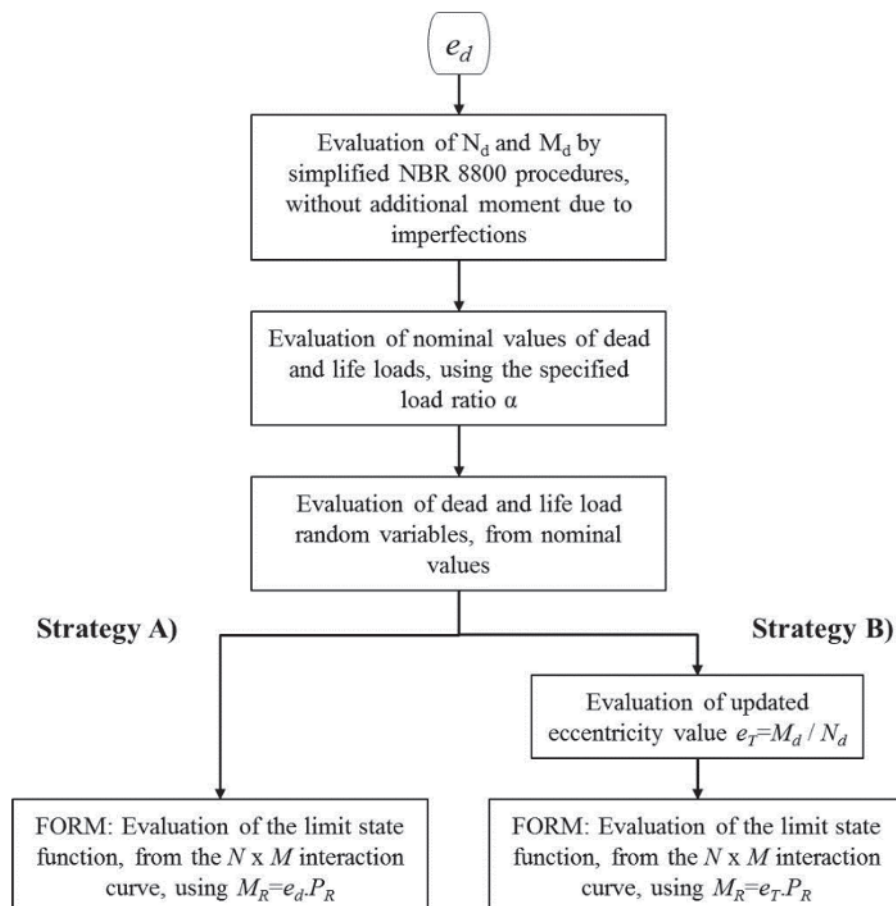 e_d
Evaluation of N_d and M_d by
simplified NBR 8800 procedures,
without additional moment due to
imperfections
Evaluation of nominal values of dead
and life loads, using the specified
load ratio α
Evaluation of dead and life load
random variables, from nominal
values
Strategy A)
Strategy B)
Evaluation of updated
eccentricity value e_T=M_d / N_d
FORM: Evaluation of the limit state
function, from the N x M interaction
curve, using M_R=e_d.P_R
FORM: Evaluation of the limit state
function, from the N x M interaction
curve, using M_R=e_T.P_R